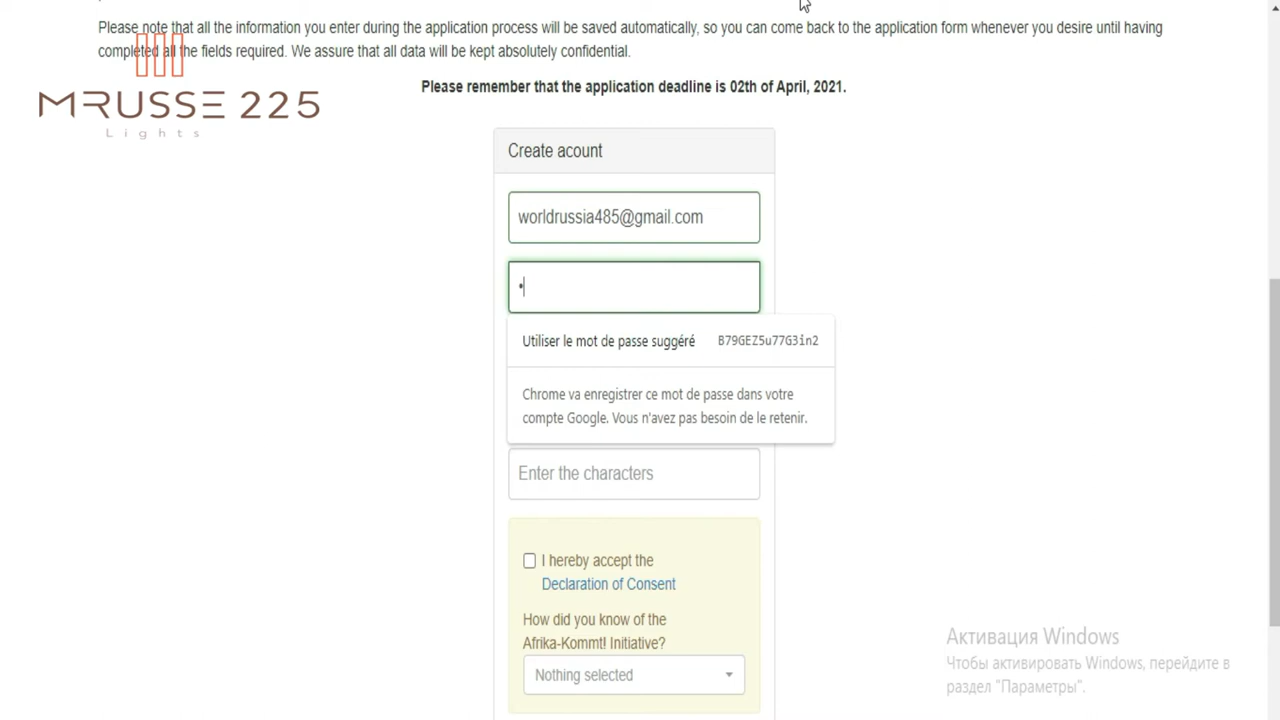 Please note that all the information you enter during the application process will be saved automatically, so you can come back to the application form whenever you desire until having
completed all the fields required. We assure that all data will be kept absolutely confidential.
MRUSSE 225
Lights
Please remember that the application deadline is 02th of April, 2021.
Create acount
worldrussia485@gmail.com
•
Utiliser le mot de passe suggéré B79GEZ5u77G3in2
Chrome va enregistrer ce mot de passe dans votre
compte Google. Vous n'avez pas besoin de le retenir.
Enter the characters
I hereby accept the
Declaration of Consent
How did you know of the
Afrika-Kommt! Initiative?
Nothing selected
Активация Windows
Чтобы активировать Windows, перейдите в
раздел "Параметры".